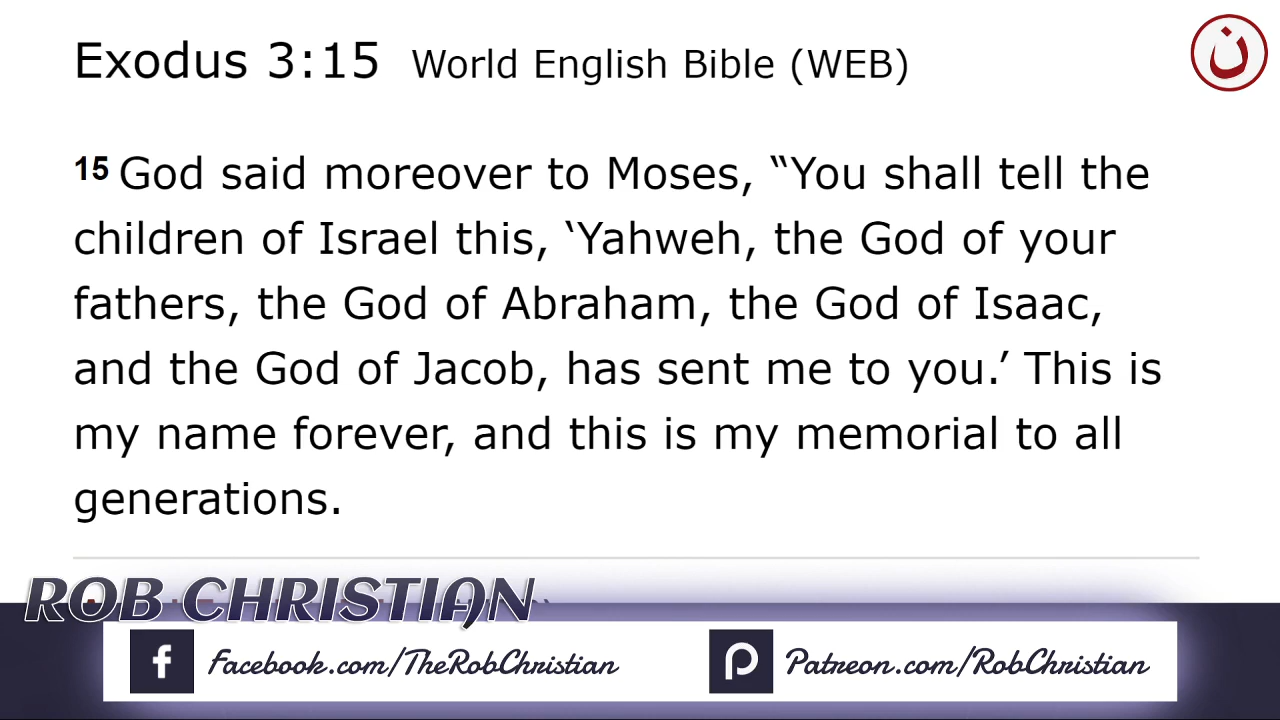 Exodus 3:15 World English Bible (WEB)
ن
15 God said moreover to Moses, “You shall tell the
children of Israel this, ‘Yahweh, the God of your
fathers, the God of Abraham, the God of Isaac,
and the God of Jacob, has sent me to you.’ This is
my name forever, and this is my memorial to all
generations.
ROB CHRISTIAN
Facebook.com/TheRobChristian
Patreon.com/RobChristian